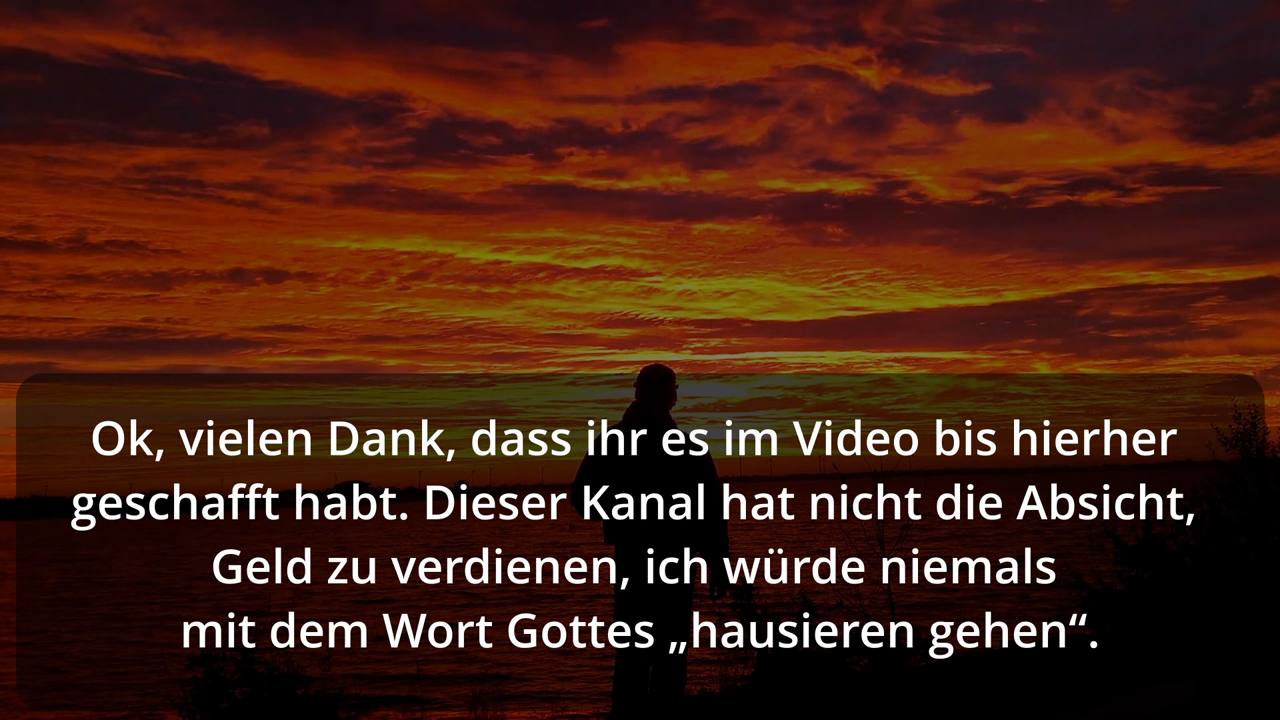 Ok, vielen Dank, dass ihr es im Video bis hierher
geschafft habt. Dieser Kanal hat nicht die Absicht,
Geld zu verdienen, ich würde niemals
mit dem Wort Gottes „hausieren gehen“.